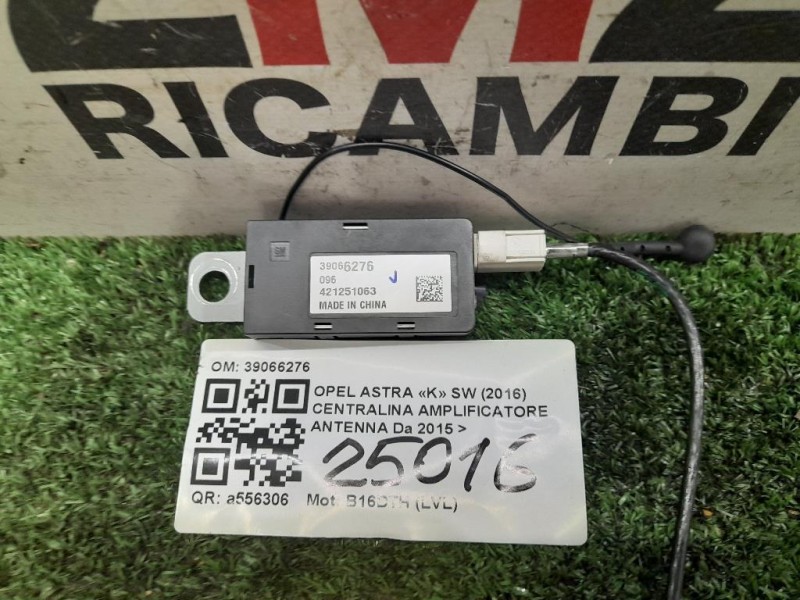 RICAMBI
39066276
096
421251063
MADE IN CHINA
OM: 39066276
OPEL ASTRA «K» SW (2016)
CENTRALINA AMPLIFICATORE
ANTENNA Da 2015 >
25016
QR: a556306
Mot: B16DTH (LVL)